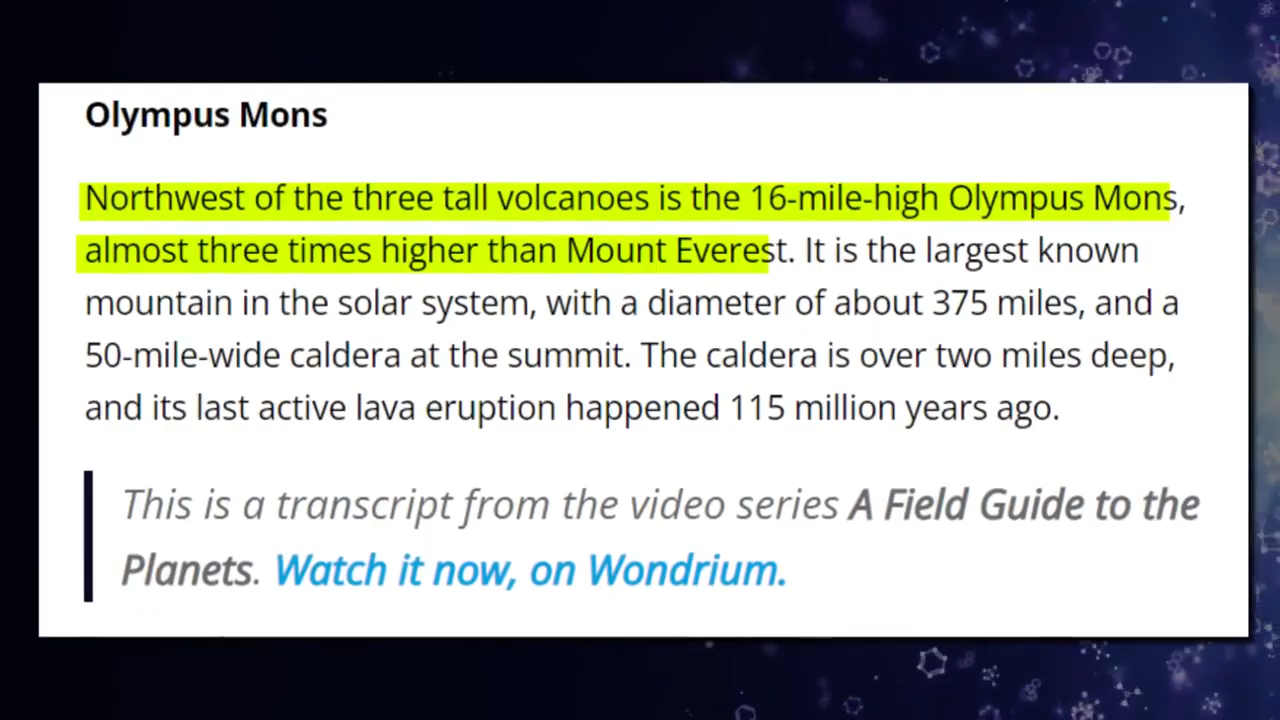 Olympus Mons
Northwest of the three tall volcanoes is the 16-mile-high Olympus Mons,
almost three times higher than Mount Everest. It is the largest known
mountain in the solar system, with a diameter of about 375 miles, and a
50-mile-wide caldera at the summit. The caldera is over two miles deep,
and its last active lava eruption happened 115 million years ago.
This is a transcript from the video series A Field Guide to the
Planets. Watch it now, on Wondrium.